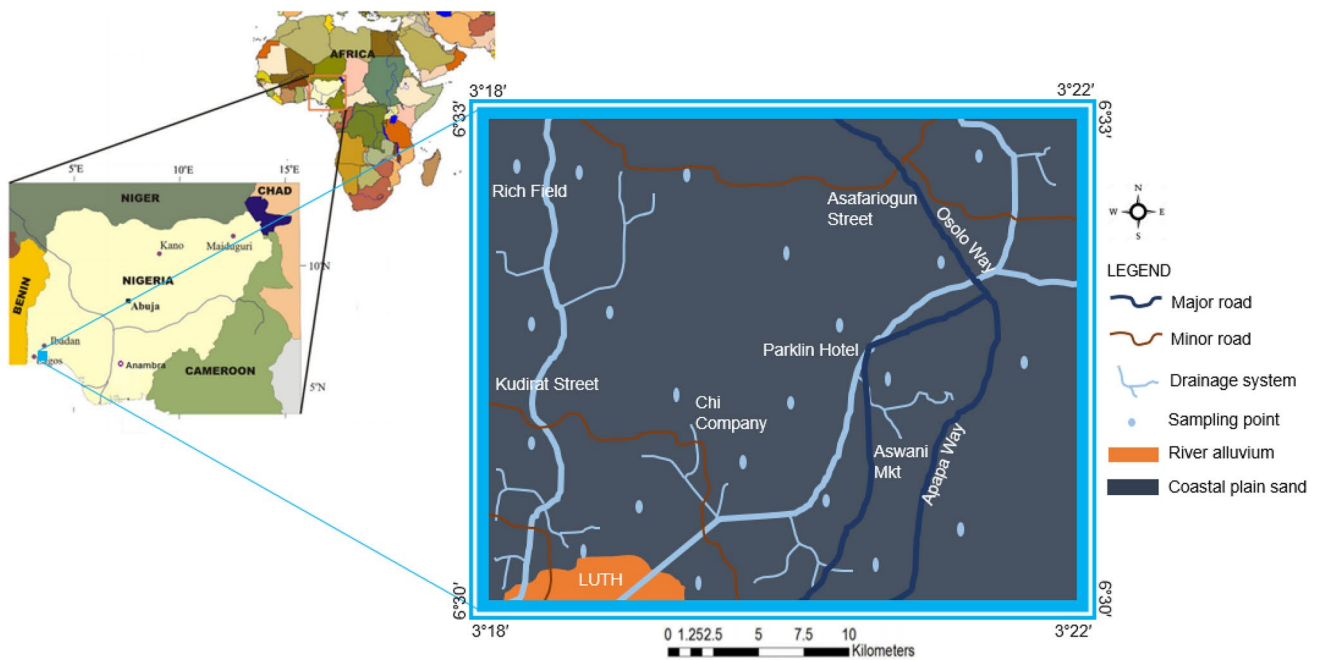 AFRICA
5°E
10°E
15°E
NIGER
CHAD
Kano
Maiduguri
10°N
NIGERIA
BENIN
Abuja
Ibadan
Lagos
Anambra
CAMEROON
5°N
3°18'
3°22'
6°33'
6°33'
Rich Field
Asafariogun
Street
Osolo Way
Parklin Hotel
Kudirat Street
Chi
Company
Aswani
Mkt
Apapa Way
LUTH
6°30'
6°30'
3°18'
3°22'
N
W
E
S
LEGEND
Major road
Minor road
Drainage system
Sampling point
River alluvium
Coastal plain sand
0 1.252.5 5 7.5 10
Kilometers